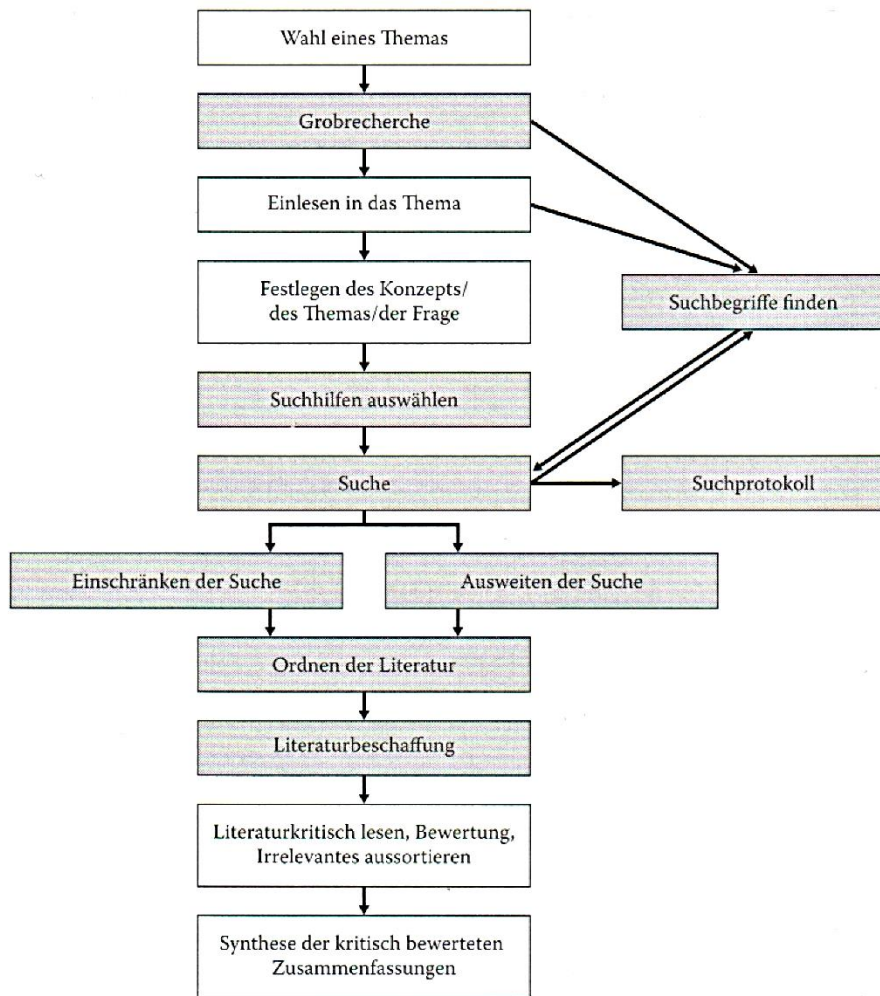 Wahl eines Themas
Grobrecherche
Einlesen in das Thema
Festlegen des Konzepts/
des Themas/der Frage
Suchbegriffe finden
Suchhilfen auswählen
Suche
Suchprotokoll
Einschränken der Suche
Ausweiten der Suche
Ordnen der Literatur
Literaturbeschaffung
Literaturkritisch lesen, Bewertung,
Irrelevantes aussortieren
Synthese der kritisch bewerteten
Zusammenfassungen